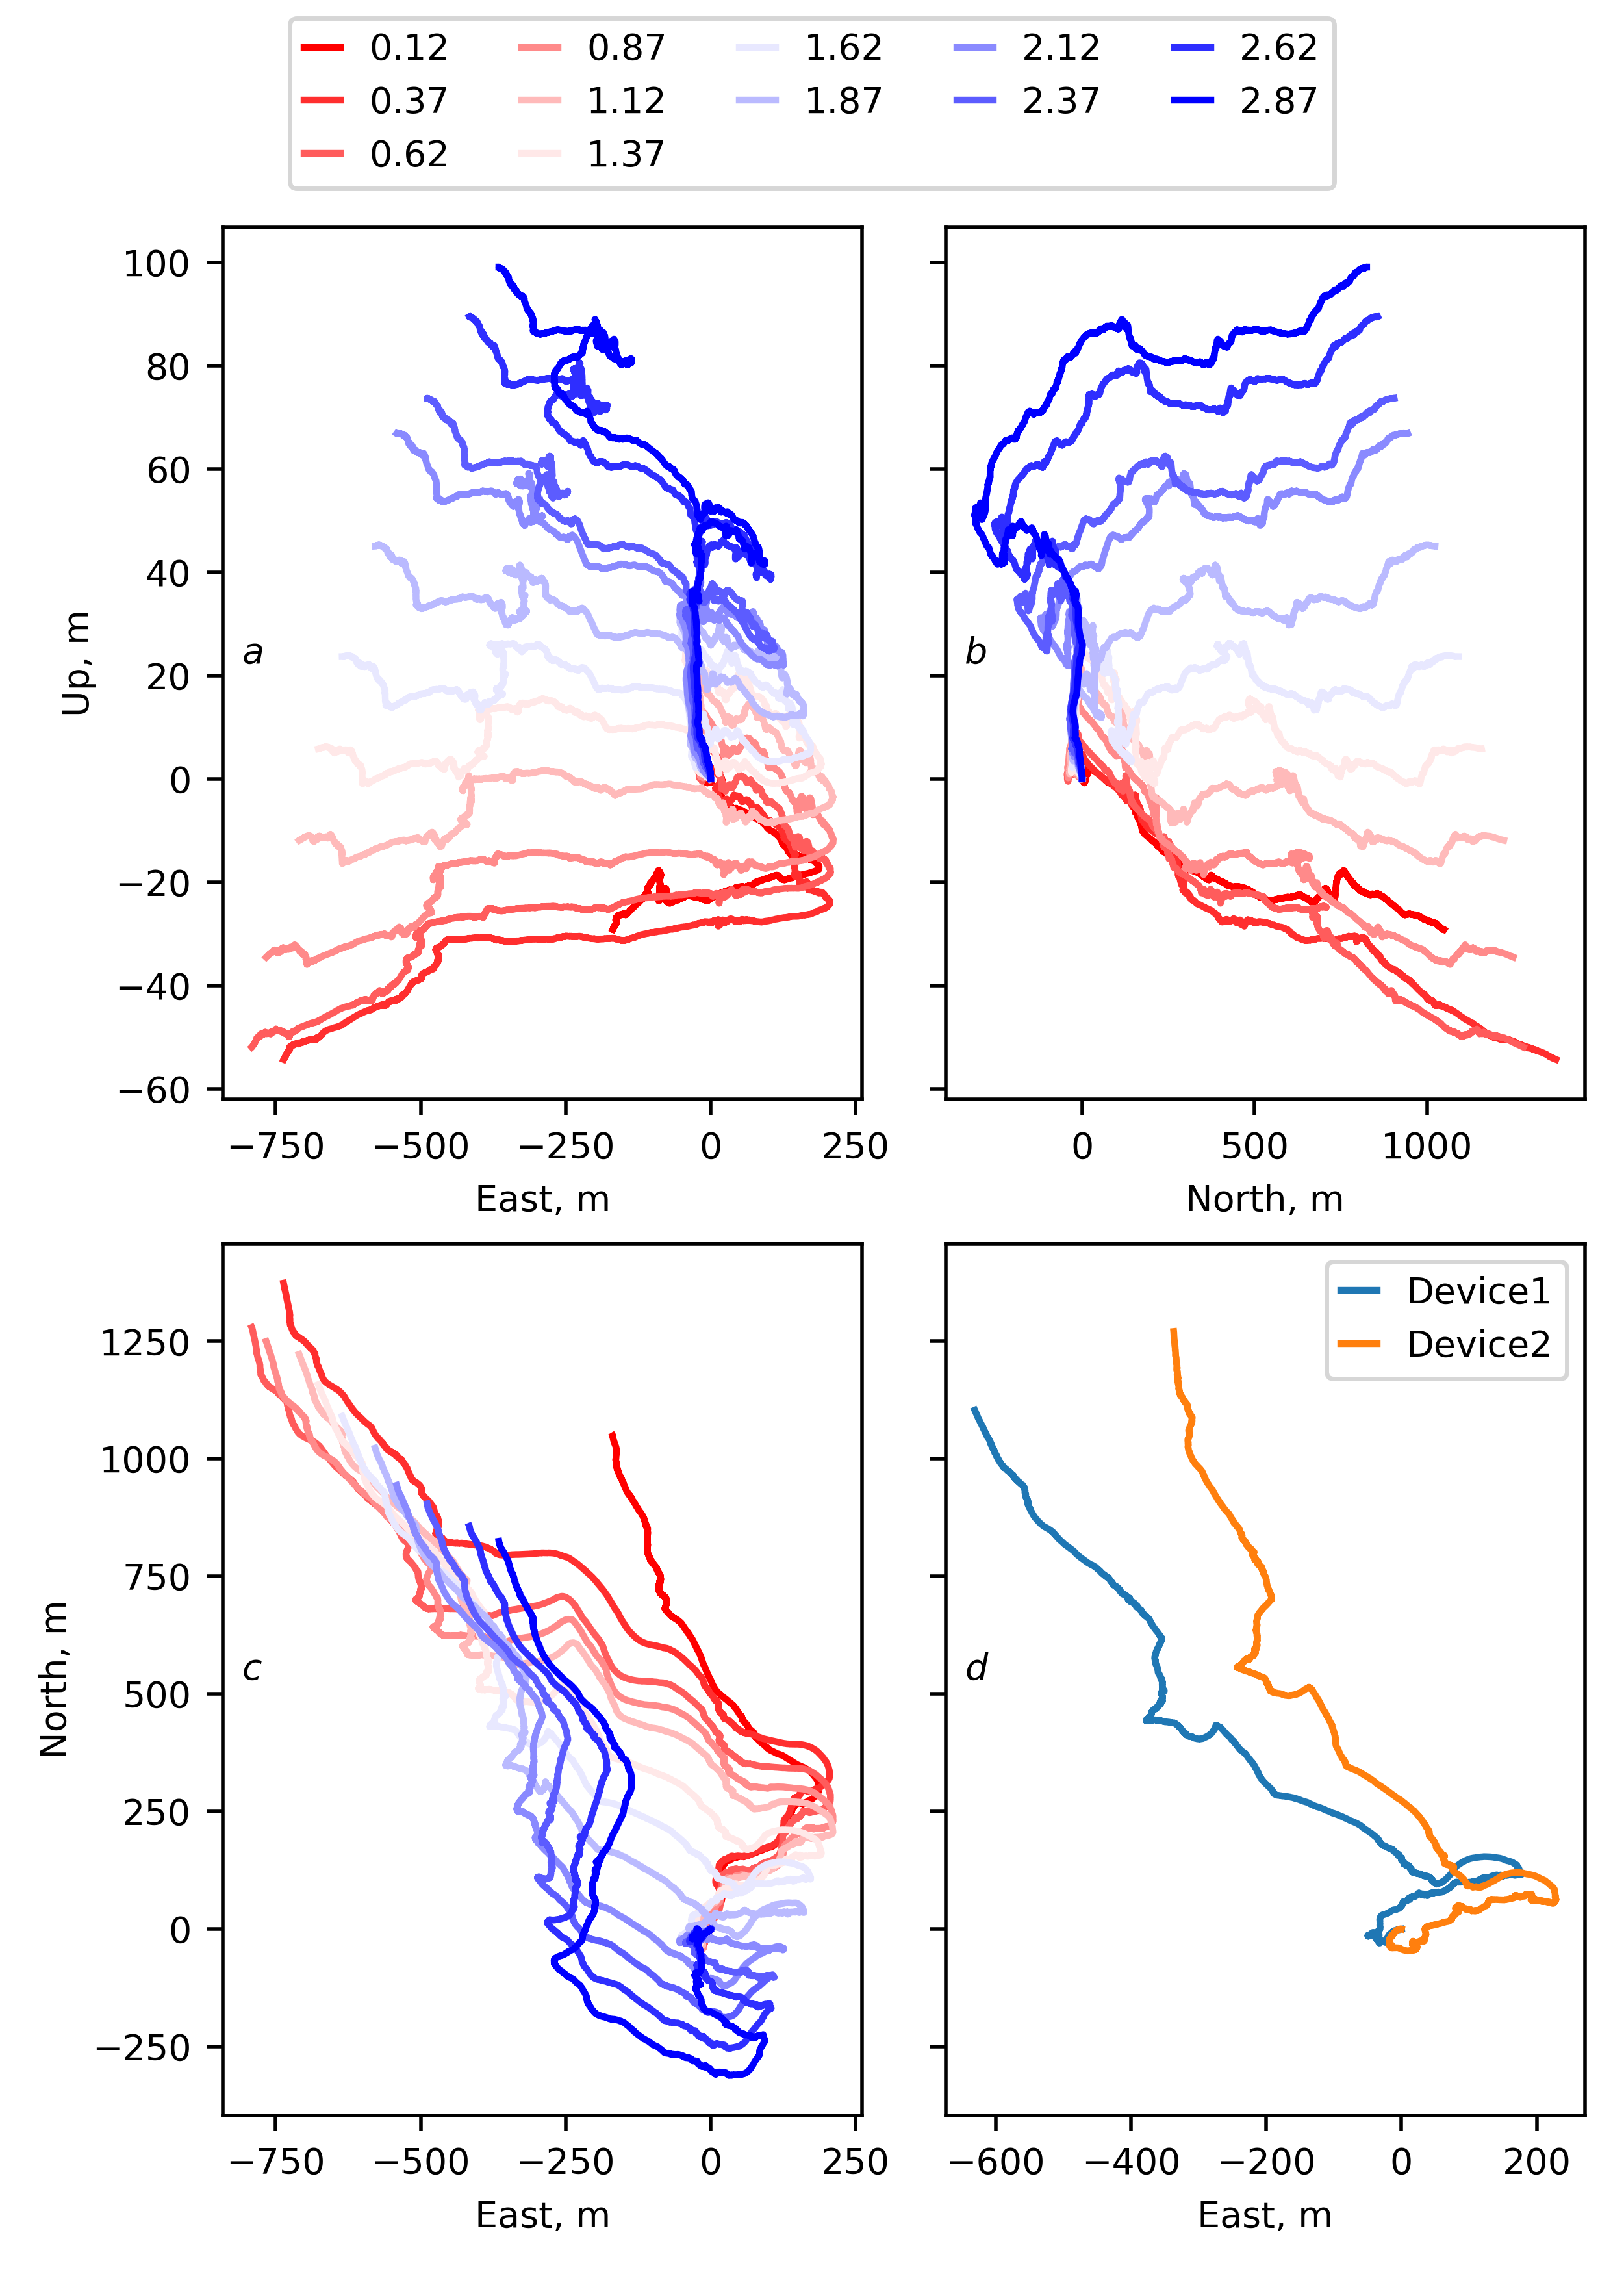 0.12 0.87 1.62 2.12 2.62
0.37 1.12 1.87 2.37 2.87
0.62 1.37
100
80
60
40
20
0
−20
−40
−60
Up, m
a
−750 −500 −250 0 250
East, m
b
0 500 1000
North, m
1250
1000
750
500
250
0
−250
North, m
c
−750 −500 −250 0 250
East, m
Device1
Device2
d
−600 −400 −200 0 200
East, m